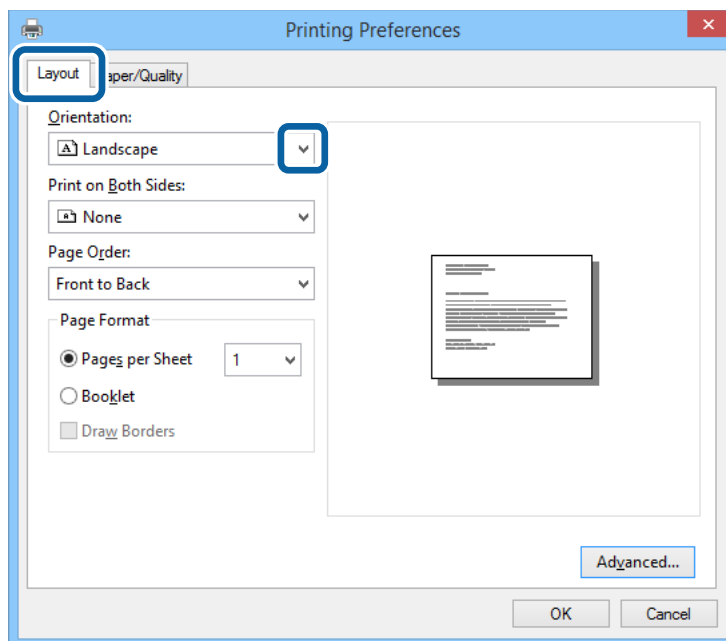 Printing Preferences
Layout
aper/Quality
Orientation:
A Landscape
Print on Both Sides:
None
Page Order:
Front to Back
Page Format
Pages per Sheet 1
Booklet
Draw Borders
Advanced...
OK Cancel